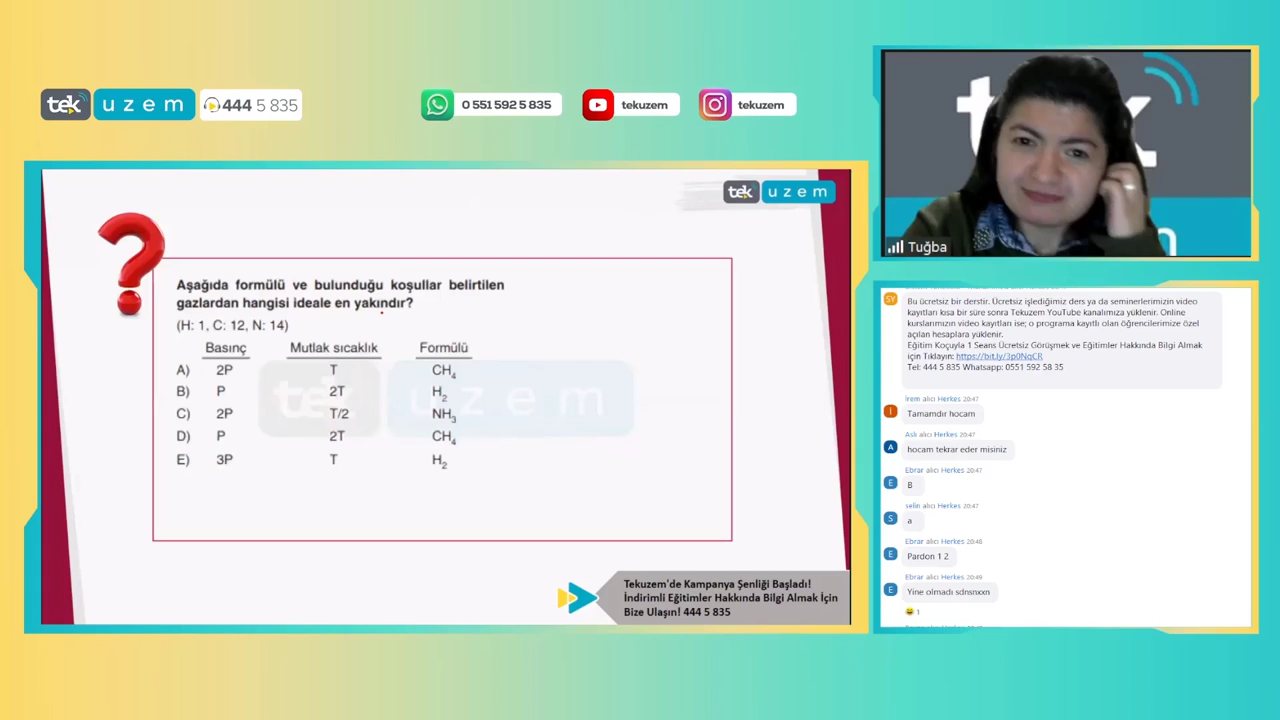 tek uzem 444 5 835
0 551 592 5 835
tekuzem
tekuzem
tek uzem
Aşağıda formülü ve bulunduğu koşullar belirtilen
gazlardan hangisi ideale en yakındır?
(H: 1, C: 12, N: 14)
Basınç Mutlak sıcaklık Formülü
A) 2P T CH4
B) P 2T H2
C) 2P T/2 NH3
D) P 2T CH4
E) 3P T H2
tek uzem
Tekuzem'de Kampanya Şenliği Başladı!
İndirimli Eğitimler Hakkında Bilgi Almak İçin
Bize Ulaşın! 444 5 835
Tuğba
SY
Bu ücretsiz bir derstir. Ücretsiz işlediğimiz ders ya da seminerlerimizin video
kayıtları kısa bir süre sonra Tekuzem YouTube kanalımıza yüklenir. Online
kurslarımızın video kayıtları ise; o programa kayıtlı olan öğrencilerimize özel
açılan hesaplara yüklenir.
Eğitim Koçuyla 1 Seans Ücretsiz Görüşmek ve Eğitimler Hakkında Bilgi Almak
için Tıklayın: https://bit.ly/3p0NqCR
Tel: 444 5 835 Whatsapp: 0551 592 58 35
İrem alıcı Herkes 20:47
İ Tamamdır hocam
Aslı alıcı Herkes 20:47
A hocam tekrar eder misiniz
Ebrar alıcı Herkes 20:47
E B
selin alıcı Herkes 20:47
S a
Ebrar alıcı Herkes 20:48
E Pardon 1 2
Ebrar alıcı Herkes 20:49
E Yine olmadı sdnsnxxn
1